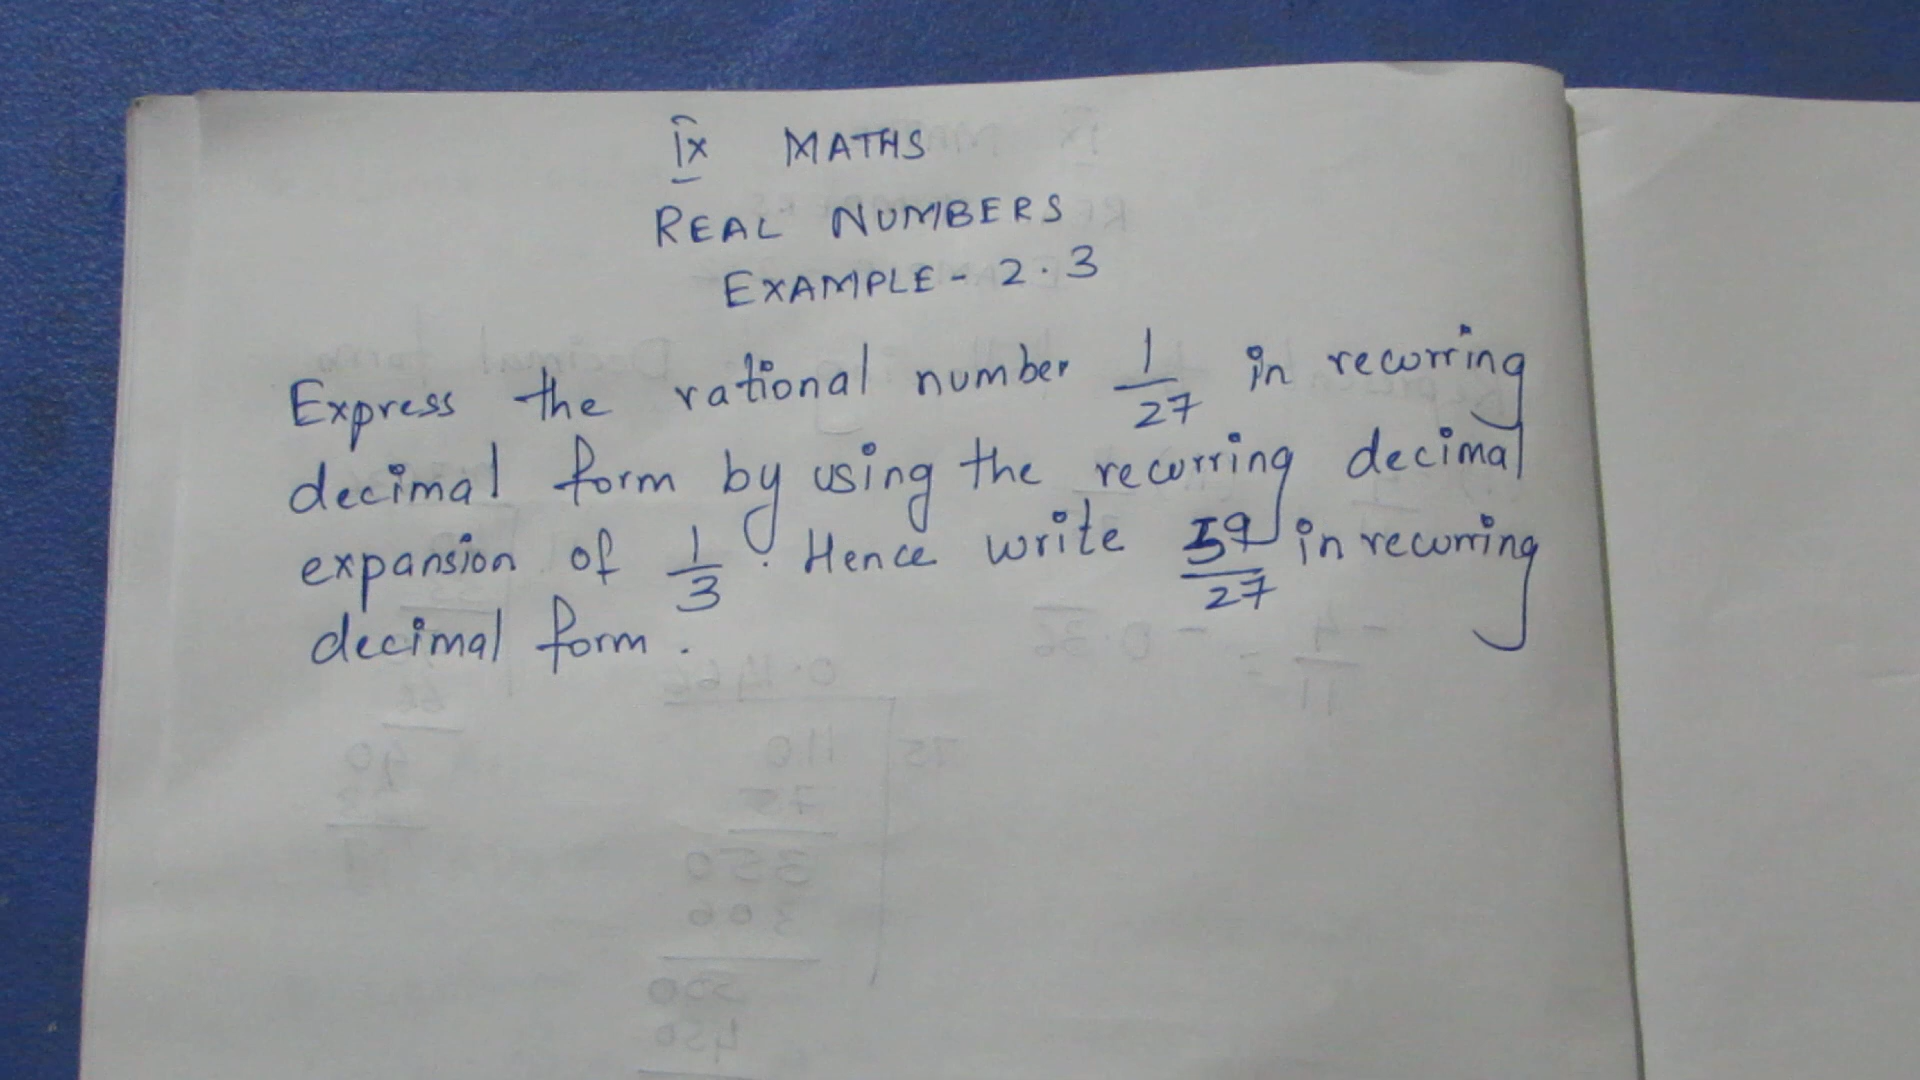 IX MATHS
REAL NUMBERS
EXAMPLE - 2.3
Express the rational number 1/27 in recurring
decimal form by using the recurring decimal
expansion of 1/3. Hence write 59/27 in recurring
decimal form.